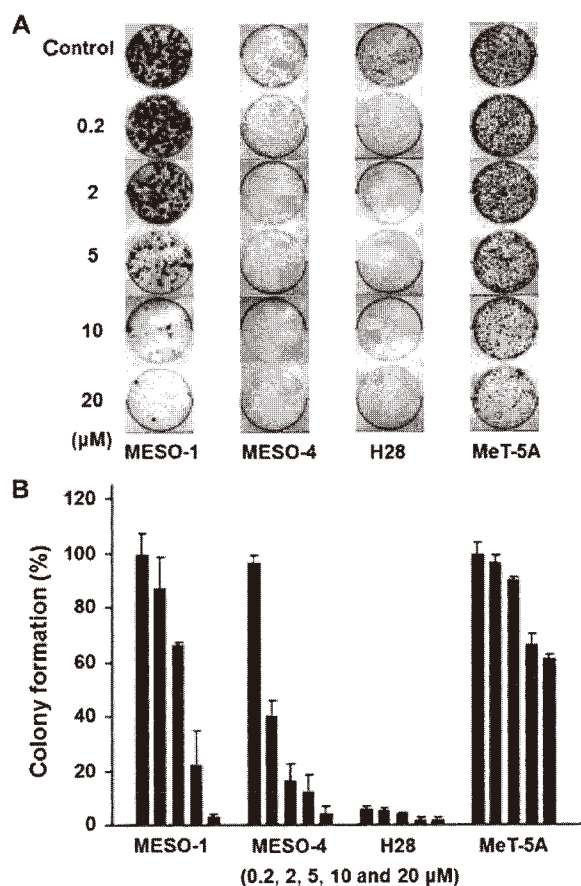 A
Control
0.2
2
5
10
20
(µM)
MESO-1 MESO-4 H28 MeT-5A
B
Colony formation (%)
120
100
80
60
40
20
0
MESO-1 MESO-4 H28 MeT-5A
(0.2, 2, 5, 10 and 20 µM)